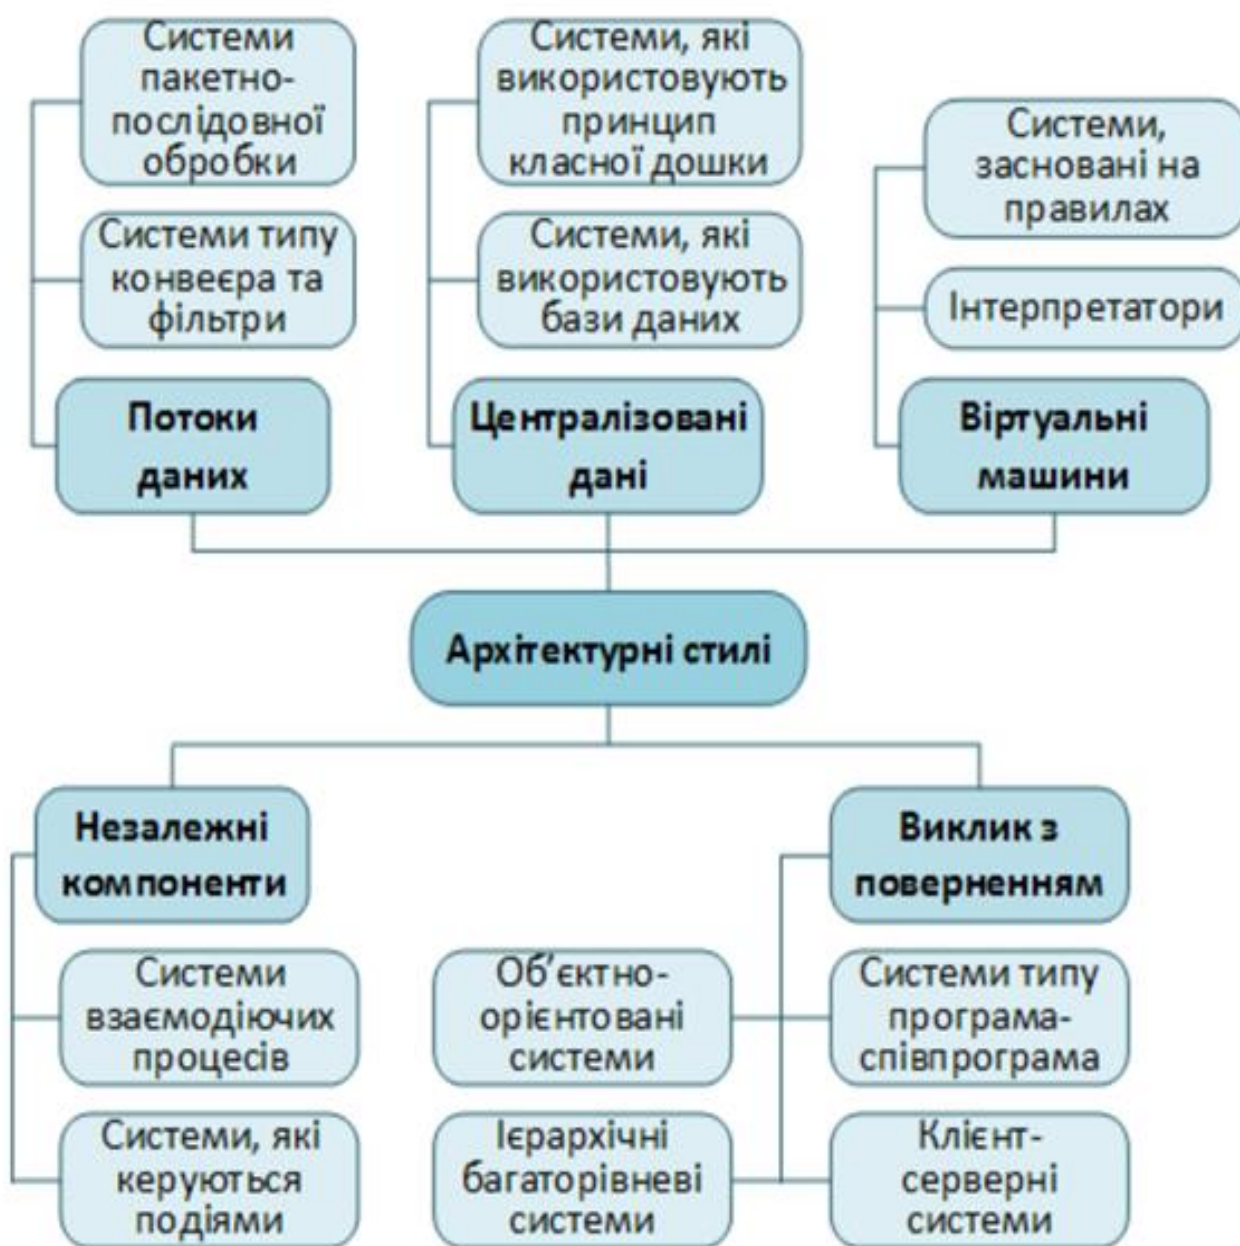 Системи
пакетно-
послідовної
обробки
Системи типу
конвеєра та
фільтри
Потоки
даних
Системи, які
використовують
принцип
класної дошки
Системи, які
використовують
бази даних
Централізовані
дані
Системи,
засновані на
правилах
Інтерпретатори
Віртуальні
машини
Архітектурні стилі
Незалежні
компоненти
Системи
взаємодіючих
процесів
Системи, які
керуються
подіями
Виклик з
поверненням
Об’єктно-
орієнтовані
системи
Системи типу
програма-
співпрограма
Ієрархічні
багаторівневі
системи
Клієнт-
серверні
системи